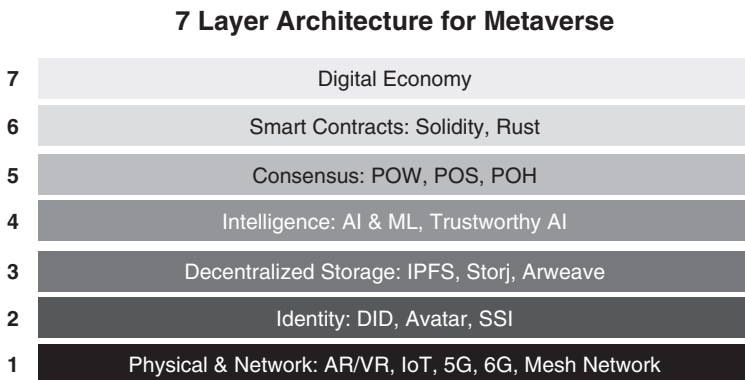 7 Layer Architecture for Metaverse
7 Digital Economy
6 Smart Contracts: Solidity, Rust
5 Consensus: POW, POS, POH
4 Intelligence: AI & ML, Trustworthy AI
3 Decentralized Storage: IPFS, Storj, Arweave
2 Identity: DID, Avatar, SSI
1 Physical & Network: AR/VR, IoT, 5G, 6G, Mesh Network